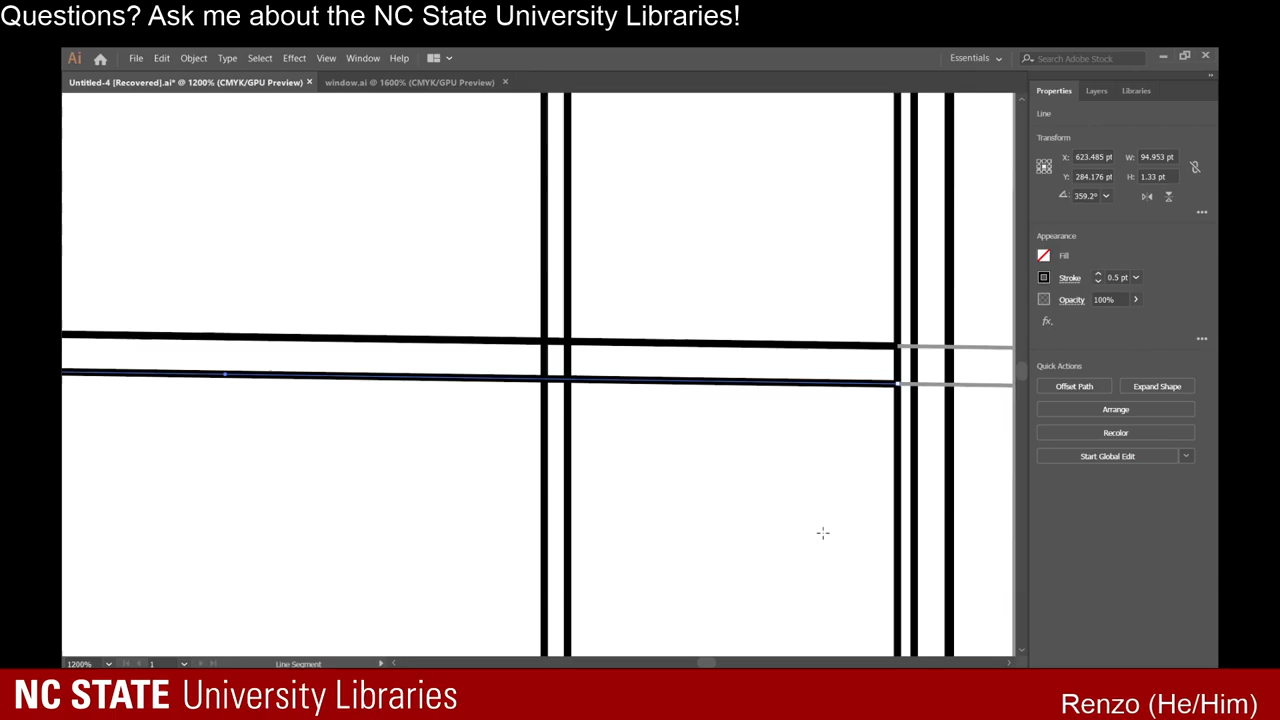 Questions? Ask me about the NC State University Libraries!
Ai File Edit Object Type Select Effect View Window Help Essentials Search Adobe Stock
Untitled-4 [Recovered].ai* @ 1200% (CMYK/GPU Preview) × window.ai @ 1600% (CMYK/GPU Preview) ×
Properties Layers Libraries
Line
Transform
X: 623.485 pt W: 94.953 pt
Y: 284.176 pt H: 1.33 pt
359.2°
Appearance
Fill
Stroke 0.5 pt
Opacity 100%
fx.
Quick Actions
Offset Path Expand Shape
Arrange
Recolor
Start Global Edit
1200% 1 Line Segment
NC STATE University Libraries
Renzo (He/Him)